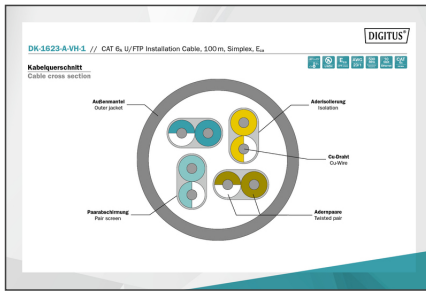 DIGITUS®
DK-1623-A-VH-1 // CAT 6A U/FTP Installation Cable, 100 m, Simplex, Eca
Kabelquerschnitt
Cable cross section
Außenmantel
Outer jacket
Aderisolierung
Isolation
Cu-Draht
Cu-Wire
Paarabschirmung
Pair screen
Adernpaare
Twisted pair